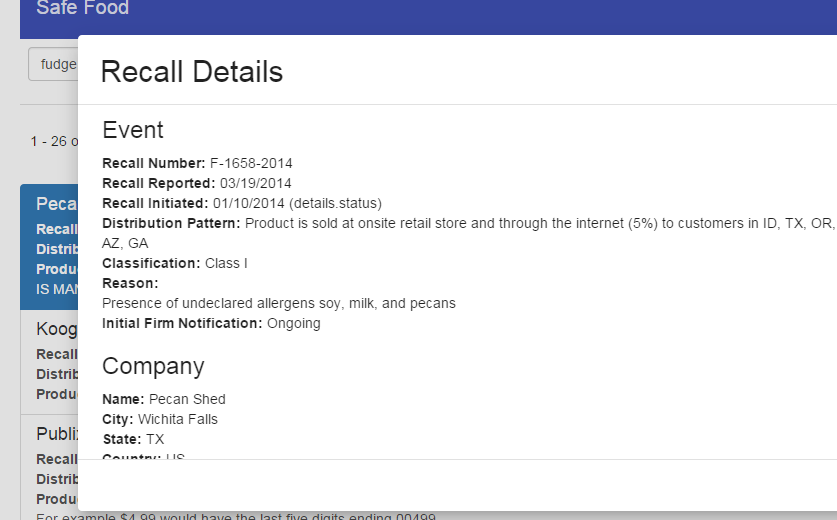 Safe Food
fudge
Recall Details
1 - 26 o
Event
Recall Number: F-1658-2014
Recall Reported: 03/19/2014
Recall Initiated: 01/10/2014 (details.status)
Distribution Pattern: Product is sold at onsite retail store and through the internet (5%) to customers in ID, TX, OR,
AZ, GA
Classification: Class I
Reason:
Presence of undeclared allergens soy, milk, and pecans
Initial Firm Notification: Ongoing
Company
Name: Pecan Shed
City: Wichita Falls
State: TX
Country: US
Peca
Recall
Distrib
Produ
IS MAN
Koog
Recall
Distrib
Produ
Publi
Recall
Distrib
Produ
For example $4.99 would have the last five digits ending 00499